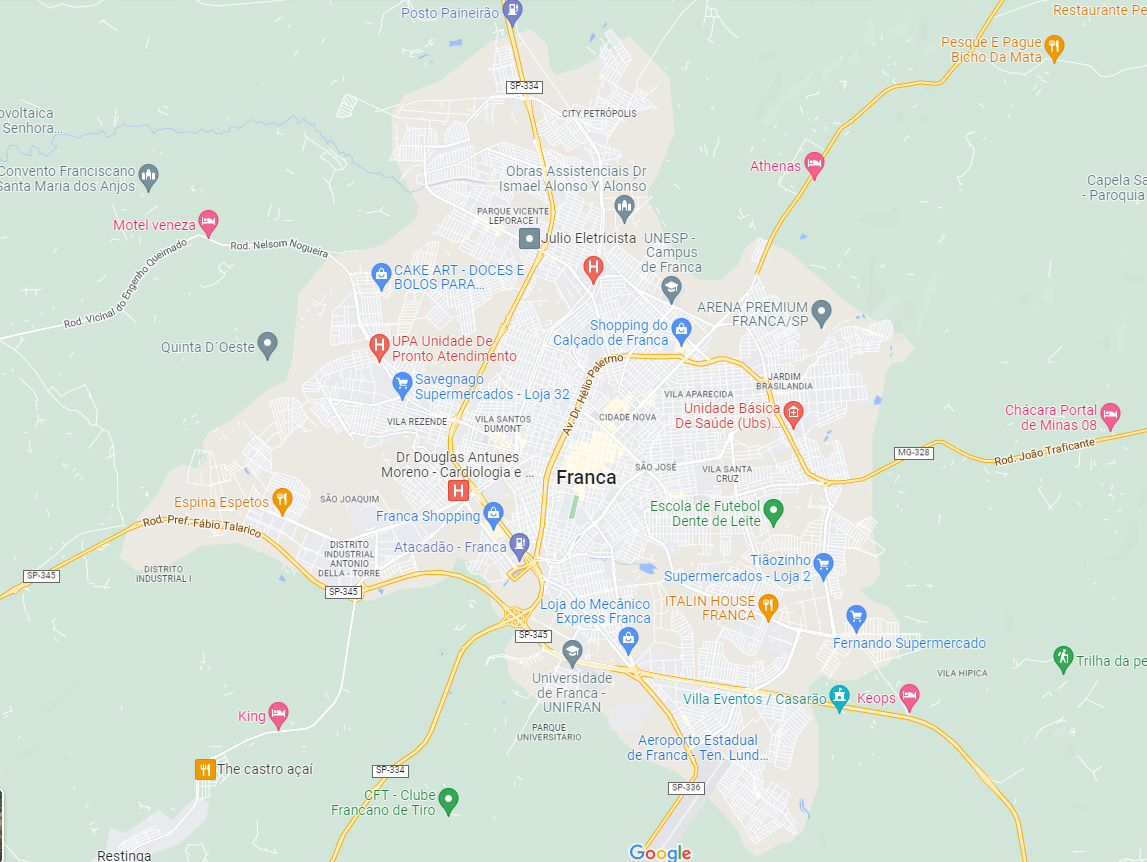 Posto Paineirão
Restaurante Pe
Pesque E Pague
Bicho Da Mata
SP-334
CITY PETRÓPOLIS
ovoltaica
Senhora...
Convento Franciscano
Santa Maria dos Anjos
Obras Assistenciais Dr
Ismael Alonso Y Alonso
Athenas
Capela Sa
- Paroquia
Motel veneza
PARQUE VICENTE
LEPORACE I
Julio Eletricista
UNESP -
Campus
de Franca
Rod. Nelsom Nogueira
Rod. Vicinal do Engenho Queimado
CAKE ART - DOCES E
BOLOS PARA...
ARENA PREMIUM
FRANCA/SP
Shopping do
Calçado de Franca
Quinta D´Oeste
UPA Unidade De
Pronto Atendimento
Av. Dr. Hélio Palermo
Savegnago
Supermercados - Loja 32
JARDIM
BRASILANDIA
VILA APARECIDA
Unidade Básica
De Saúde (Ubs)...
Chácara Portal
de Minas 08
VILA REZENDE
VILA SANTOS
DUMONT
CIDADE NOVA
MG-328
Rod. João Traficante
Dr Douglas Antunes
Moreno - Cardiologia e ...
Franca
SÃO JOSÉ
VILA SANTA
CRUZ
Espina Espetos
SÃO JOAQUIM
Franca Shopping
Escola de Futebol
Dente de Leite
Rod. Pref. Fábio Talarico
Atacadão - Franca
DISTRITO
INDUSTRIAL
ANTONIO
DELLA - TORRE
DISTRITO
INDUSTRIAL I
SP-345
SP-345
Tiãozinho
Supermercados - Loja 2
ITALIN HOUSE
FRANCA
Loja do Mecânico
Express Franca
SP-345
Fernando Supermercado
Trilha da pe
VILA HIPICA
Universidade
de Franca -
UNIFRAN
Villa Eventos / Casarão
Keops
King
PARQUE
UNIVERSITARIO
Aeroporto Estadual
de Franca - Ten. Lund...
The castro açaí
SP-334
SP-336
CFT - Clube
Francano de Tiro
Restinga
Google